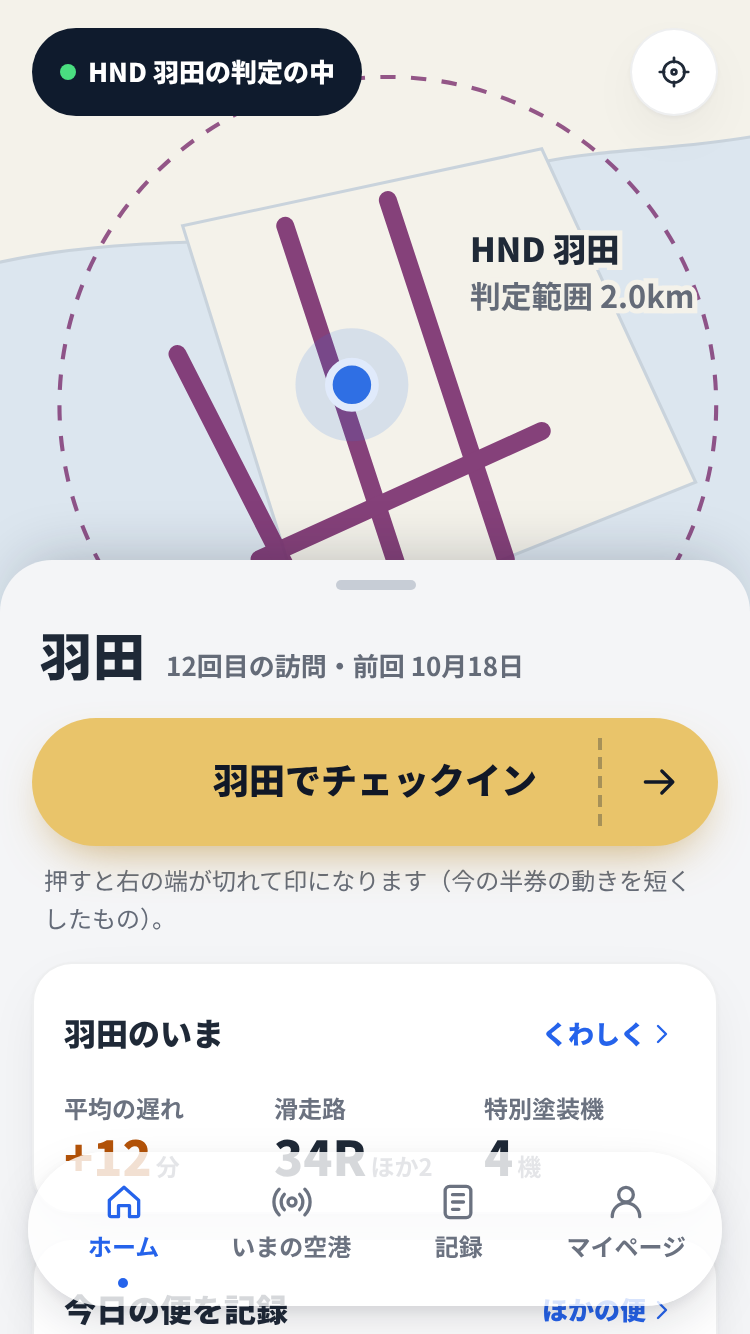 HND 羽田の判定の中
HND 羽田
判定範囲 2.0km
羽田 12回目の訪問・前回 10月18日
羽田でチェックイン
押すと右の端が切れて印になります（今の半券の動きを短く
したもの）。
羽田のいま くわしく
平均の遅れ 滑走路 特別塗装機
+12 分 34R ほか2 4 機
ホーム いまの空港 記録 マイページ
今日の便を記録 ほかの便